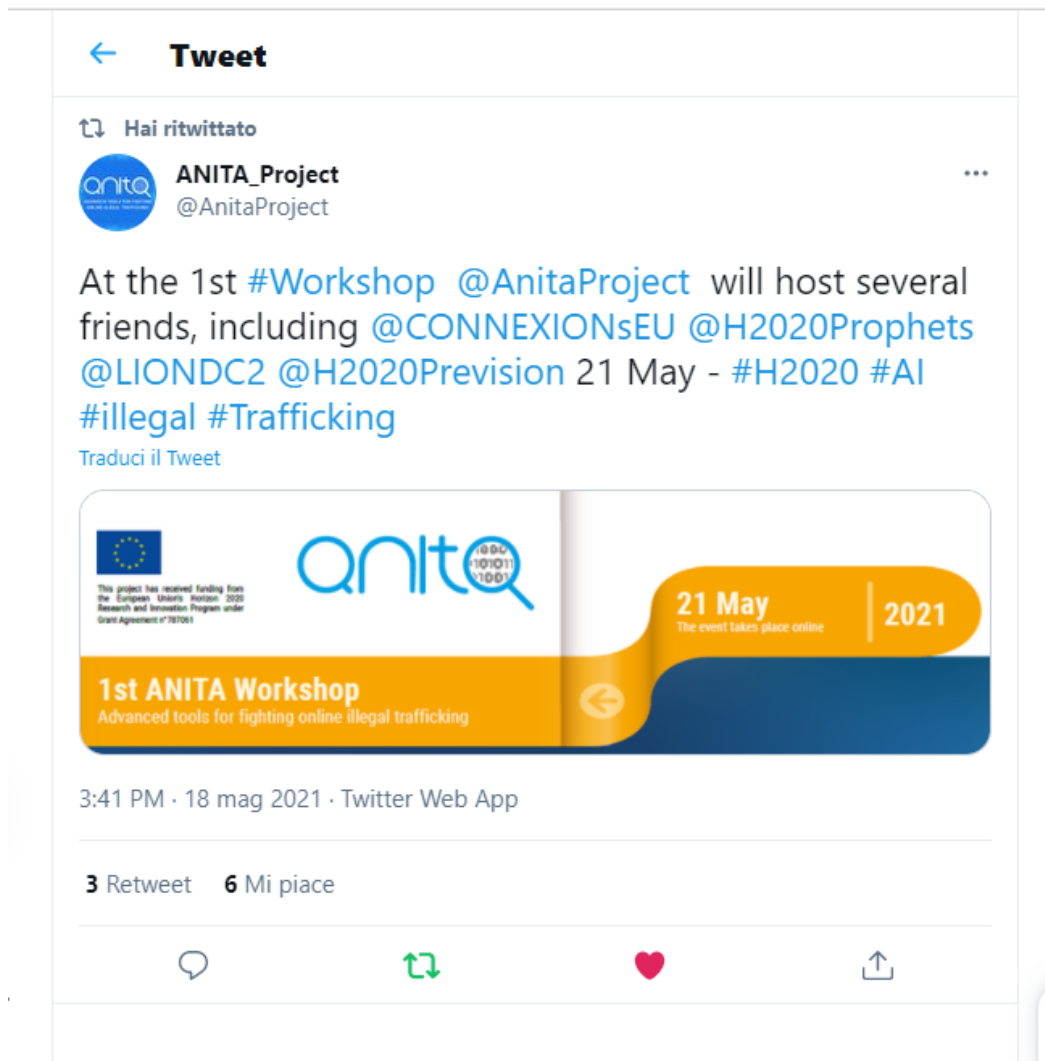 Tweet
Hai ritwittato
anita
ANITA_Project
@AnitaProject
At the 1st #Workshop @AnitaProject will host several
friends, including @CONNEXIONsEU @H2020Prophets
@LIONDC2 @H2020Prevision 21 May - #H2020 #AI
#illegal #Trafficking
Traduci il Tweet
anita
This project has received funding from
the European Union's Horizon 2020
Research and Innovation Program under
Grant Agreement n°787061
21 May
The event takes place online
2021
1st ANITA Workshop
Advanced tools for fighting online illegal trafficking
3:41 PM · 18 mag 2021 · Twitter Web App
3 Retweet 6 Mi piace